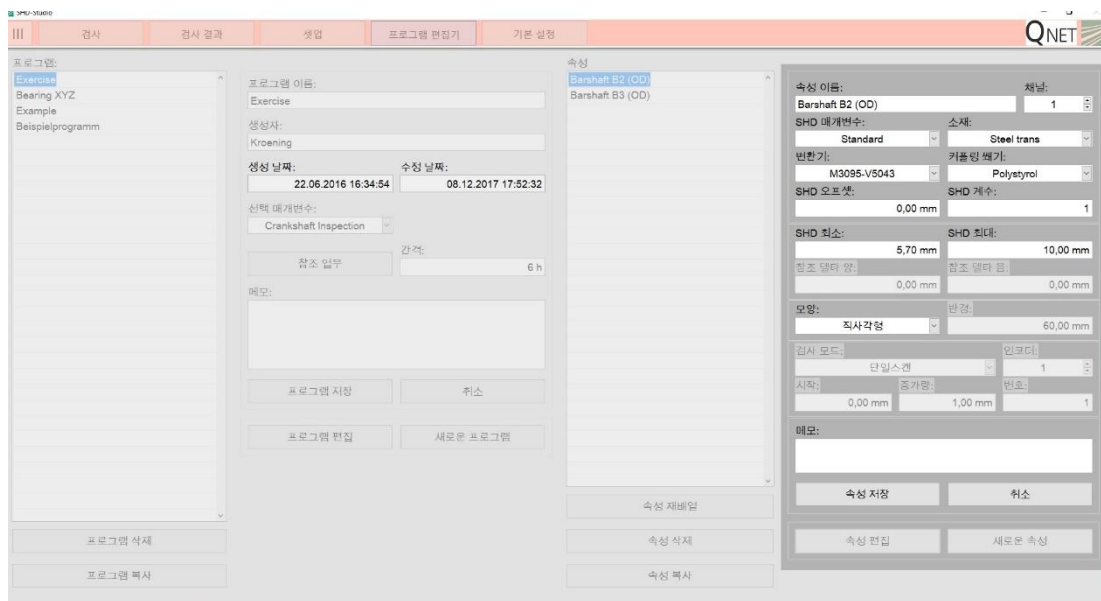 SHD-Studio
검사 검사 결과 셋업 프로그램 편집기 기본 설정
QNET
프로그램:
Exercise
Bearing XYZ
Example
Beispielprogramm
프로그램 이름:
Exercise
생성자:
Kroening
생성 날짜: 수정 날짜:
22.06.2016 16:34:54 08.12.2017 17:52:32
선택 매개변수:
Crankshaft Inspection
간격:
참조 업무 6 h
메모:
프로그램 저장 취소
프로그램 편집 새로운 프로그램
프로그램 삭제
프로그램 복사
속성
Barshaft B2 (OD)
Barshaft B3 (OD)
속성 재배열
속성 삭제
속성 복사
속성 이름: 채널:
Barshaft B2 (OD) 1
SHD 매개변수: 소재:
Standard Steel trans
변환기: 커플링 쐐기:
M3095-V5043 Polystyrol
SHD 오프셋: SHD 계수:
0,00 mm 1
SHD 최소: SHD 최대:
5,70 mm 10,00 mm
참조 델타 양: 참조 델타 음:
0,00 mm 0,00 mm
모양: 반경:
직사각형 60,00 mm
검사 모드: 인코더:
단일스캔 1
시작: 증가량: 번호:
0,00 mm 1,00 mm 1
메모:
속성 저장 취소
속성 편집 새로운 속성